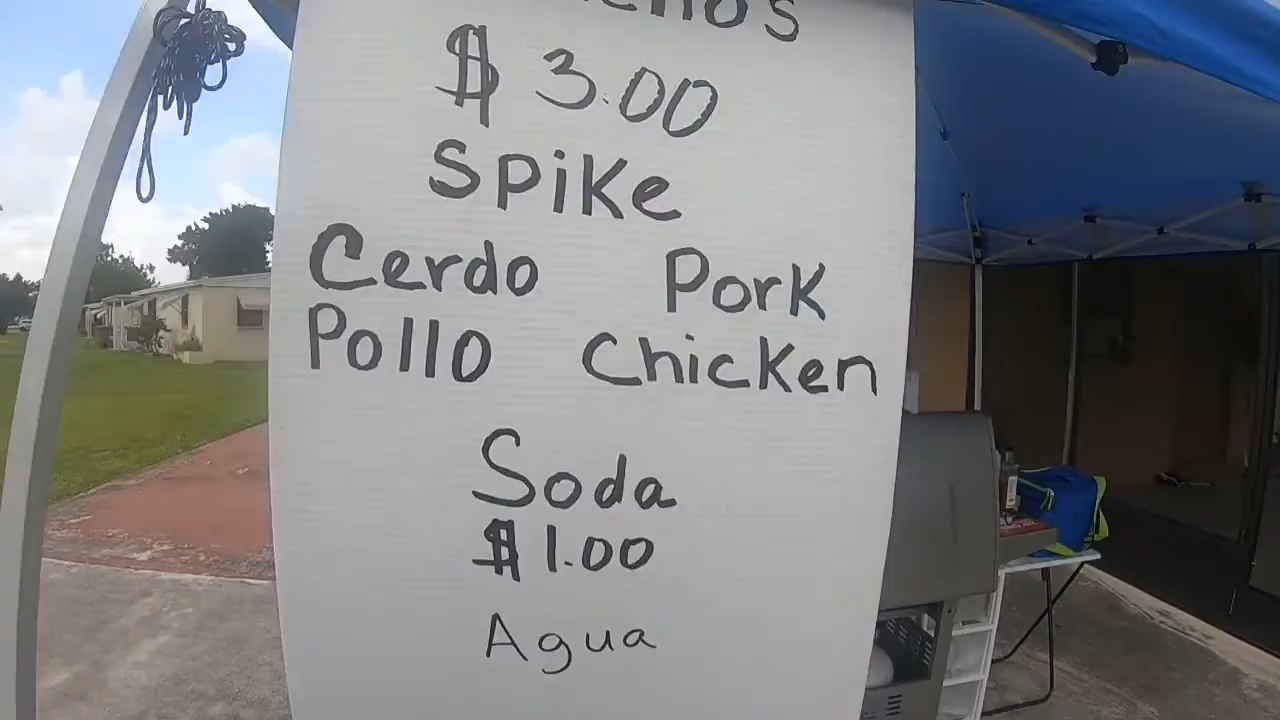 $ 3.00
Spike
Cerdo Pork
Pollo Chicken
Soda
$1.00
Agua